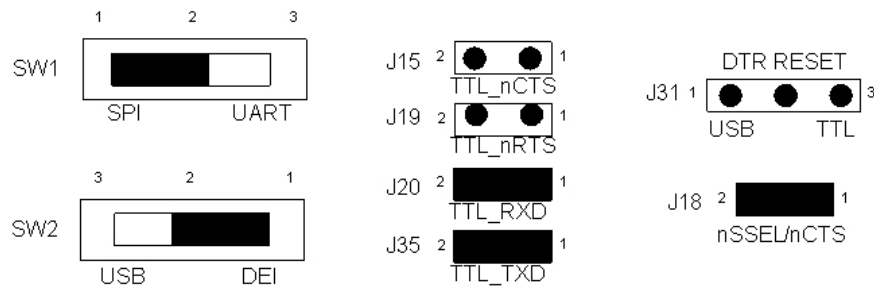 1 2 3
SW1
SPI UART
3 2 1
SW2
USB DEI
J15 2 1
TTL_nCTS
J19 2 1
TTL_nRTS
J20 2 1
TTL_RXD
J35 2 1
TTL_TXD
DTR RESET
J31 1 3
USB TTL
J18 2 1
nSSEL/nCTS